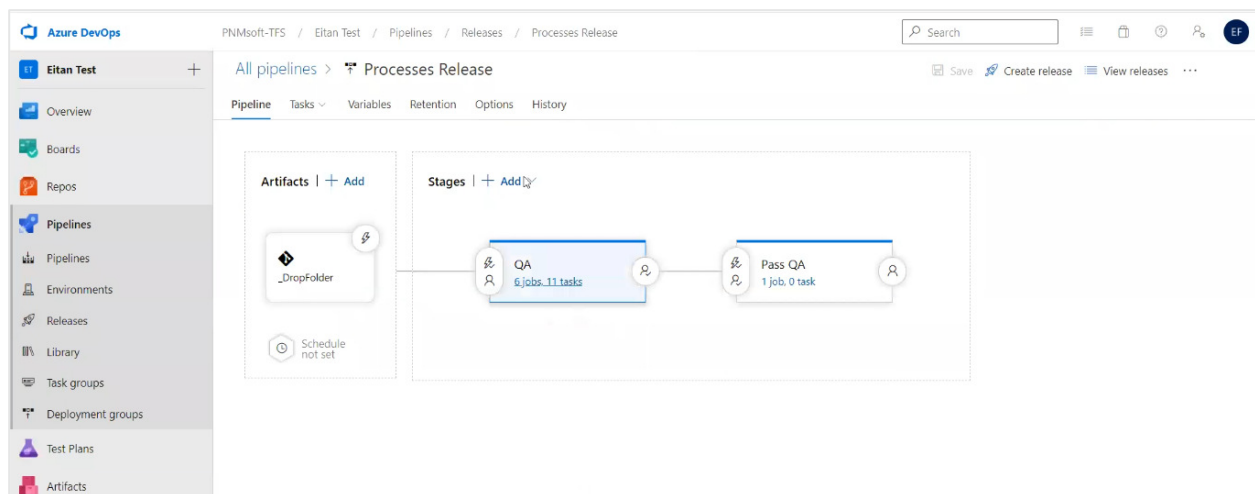 Azure DevOps
PNMsoft-TFS / Eitan Test / Pipelines / Releases / Processes Release
Search
EF
ET Eitan Test
All pipelines > Processes Release
Save Create release View releases ...
Pipeline Tasks Variables Retention Options History
Overview
Boards
Repos
Pipelines
Pipelines
Environments
Releases
Library
Task groups
Deployment groups
Test Plans
Artifacts
Artifacts | + Add
_DropFolder
Schedule
not set
Stages | + Add
QA
6 jobs, 11 tasks
Pass QA
1 job, 0 task